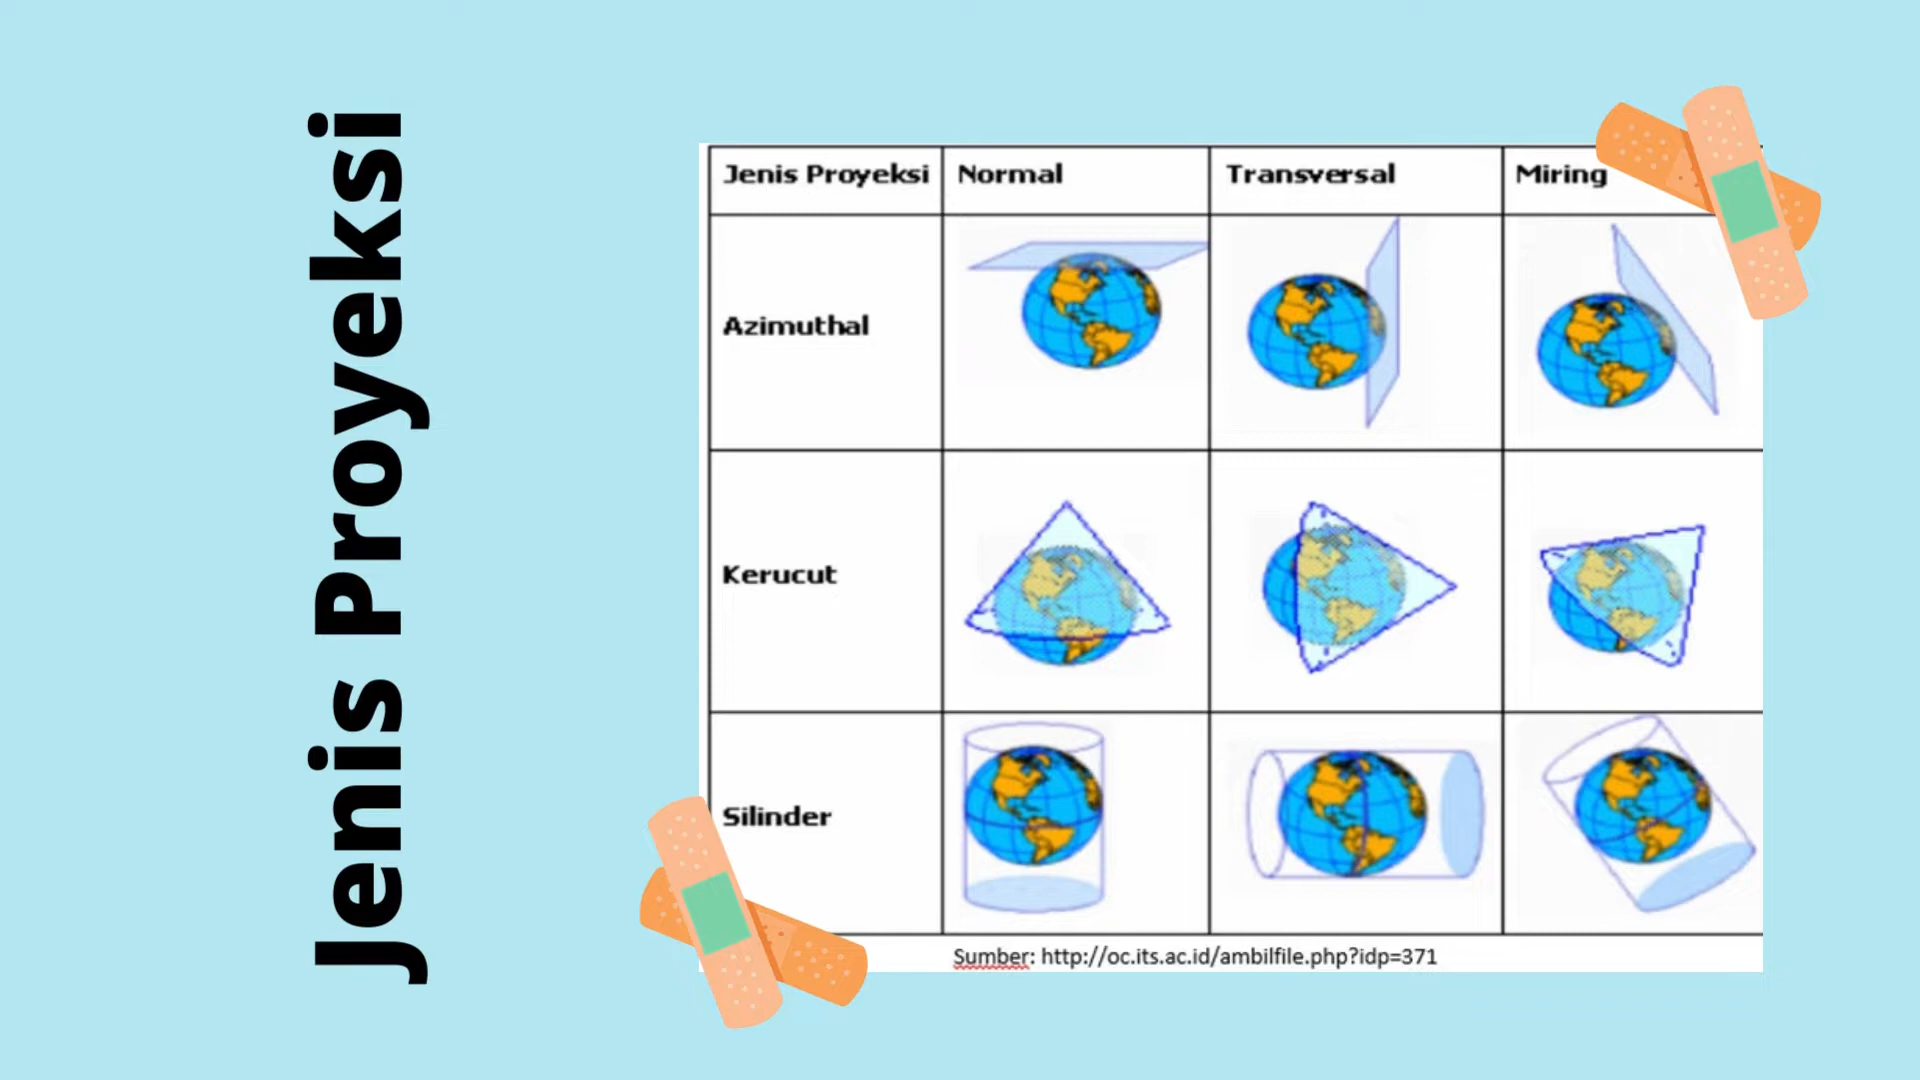 Jenis Proyeksi
Jenis Proyeksi Normal Transversal Miring
Azimuthal
Kerucut
Silinder
Sumber: http://oc.its.ac.id/ambilfile.php?idp=371